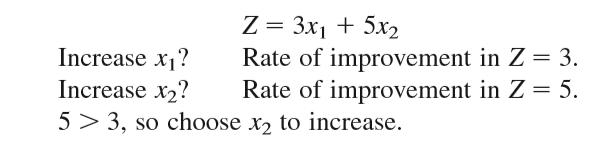 Z = 3x₁ + 5x₂
Increase x₁? Rate of improvement in Z = 3.
Increase x₂? Rate of improvement in Z = 5.
5 > 3, so choose x₂ to increase.